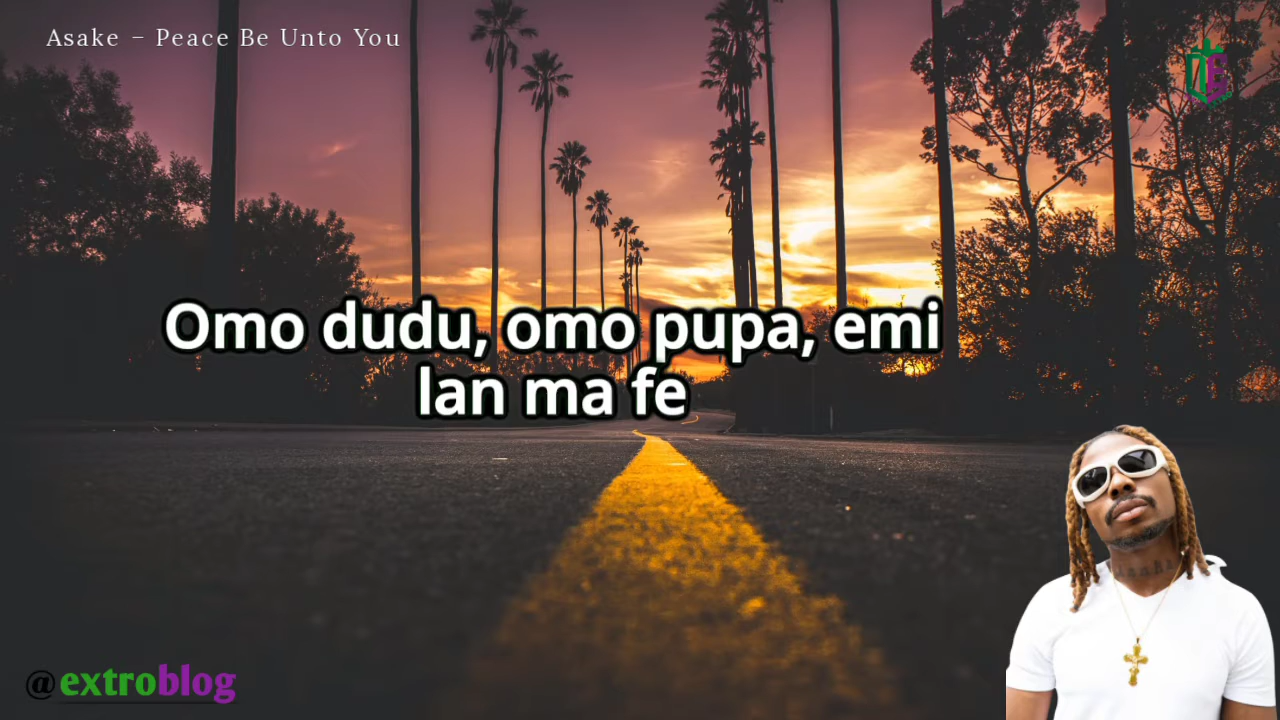 Asake – Peace Be Unto You
Omo dudu, omo pupa, emi
lan ma fe
@extroblog